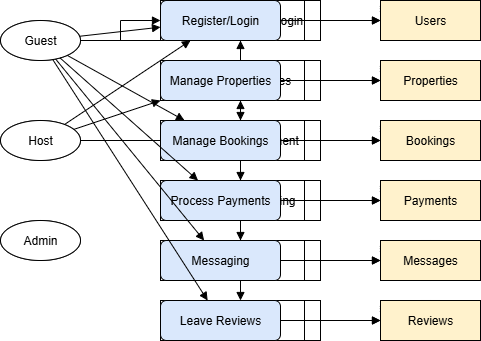 Guest
Register/Login
ogin
Users
Manage Properties
es
Properties
Host
Manage Bookings
ent
Bookings
Process Payments
ng
Payments
Admin
Messaging
Messages
Leave Reviews
Reviews